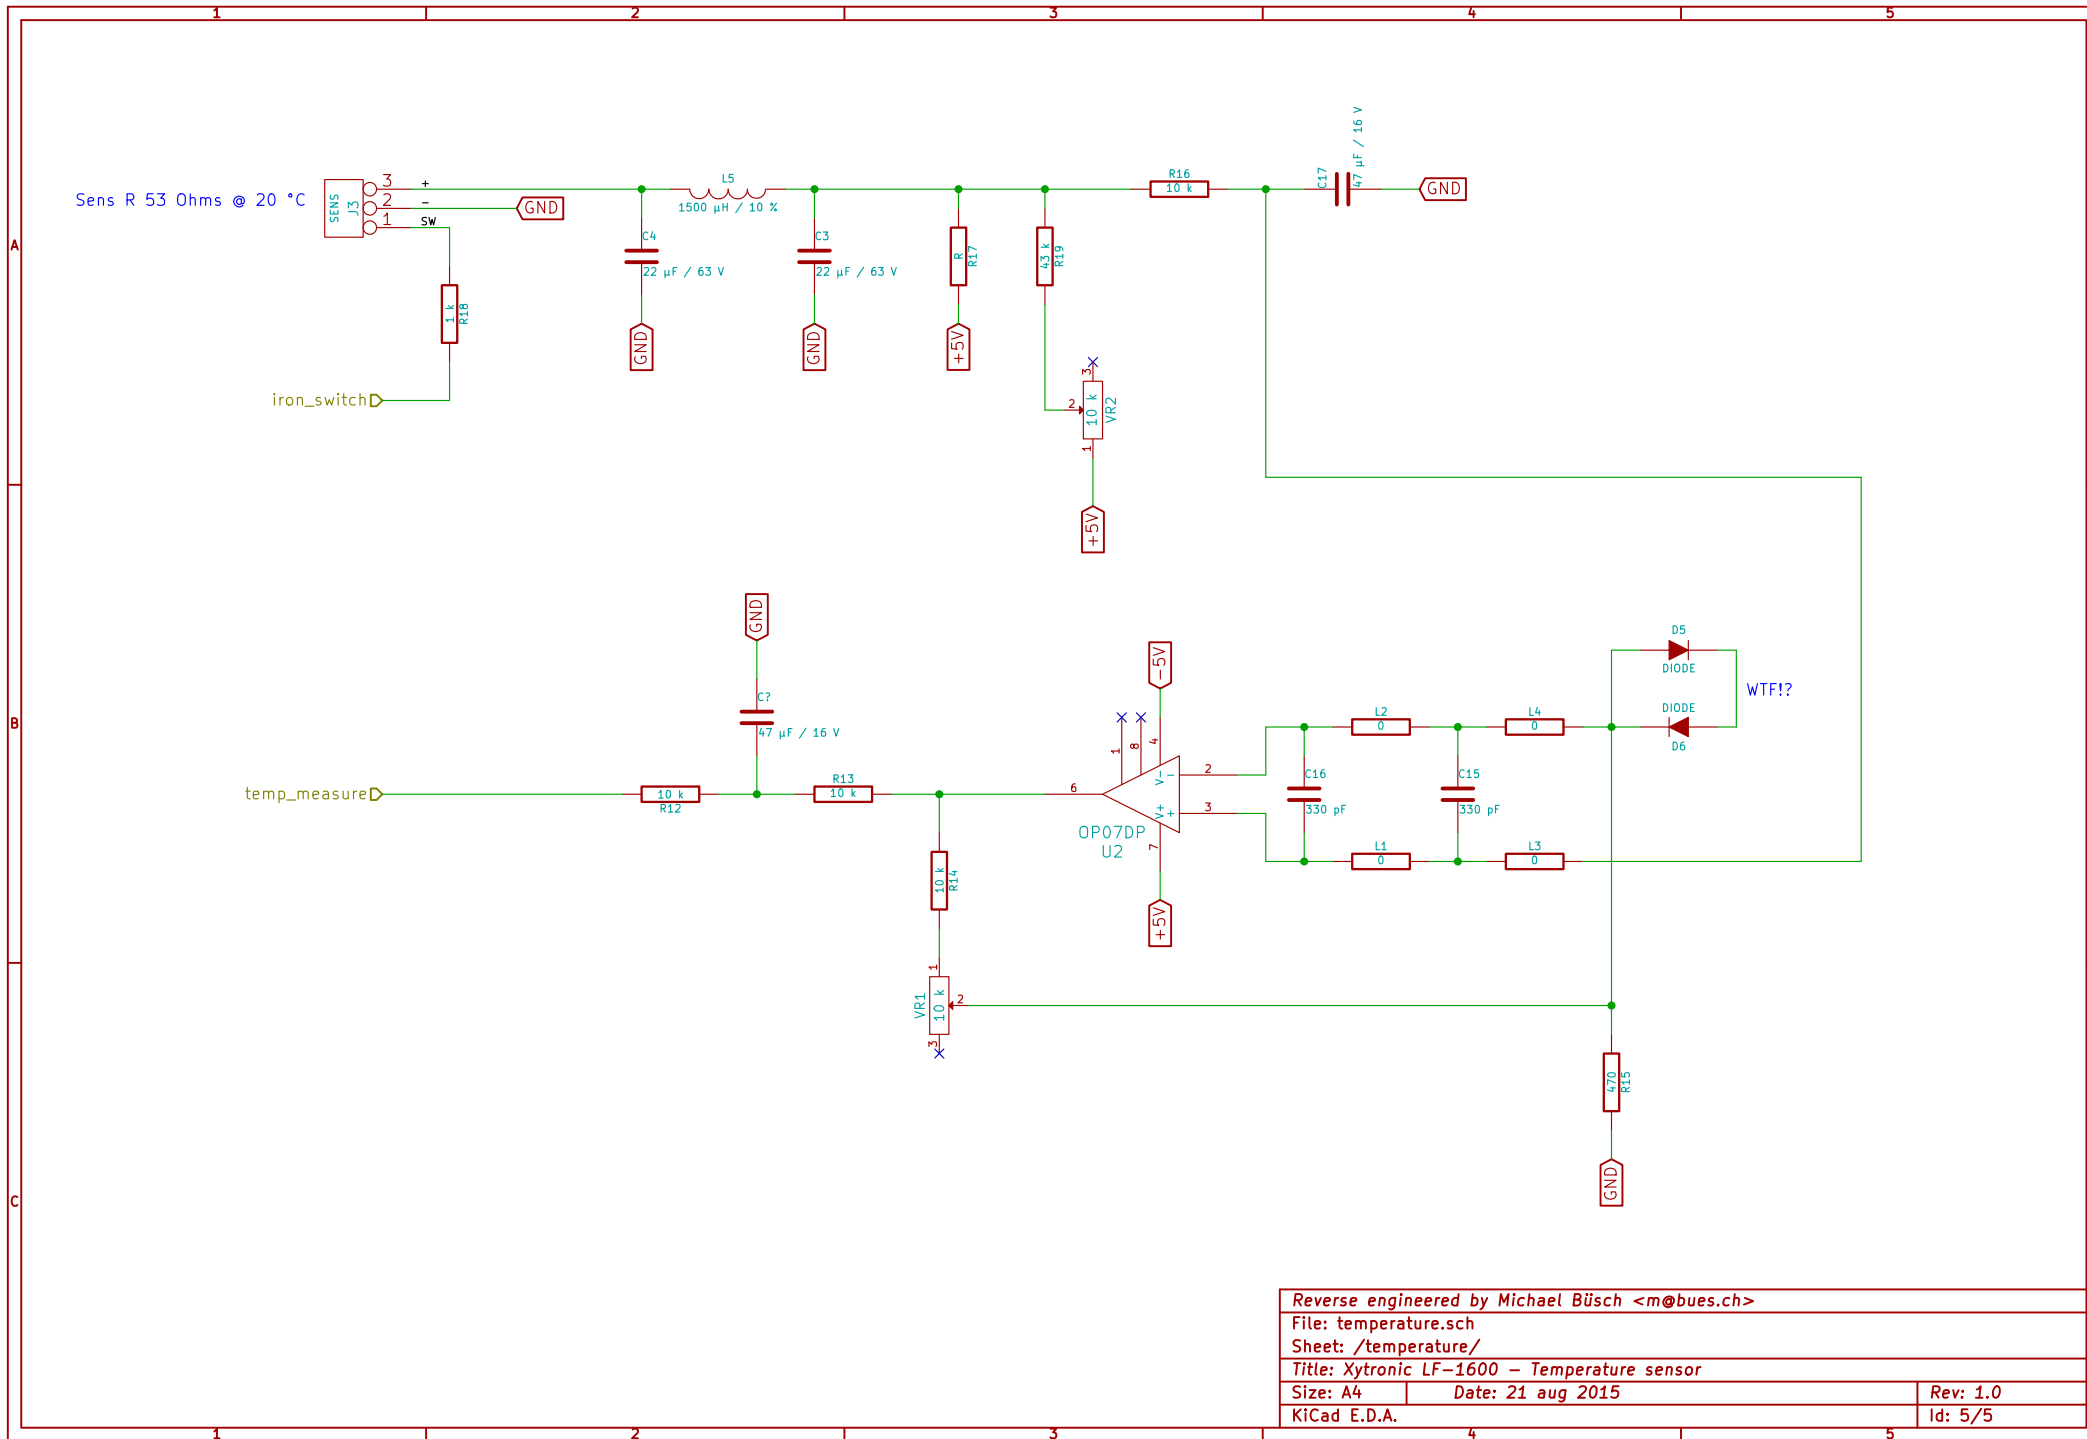 1 2 3 4 5
A
B
C
Sens R 53 Ohms @ 20 °C
SENS
J3
3
2
1
+
-
SW
GND
1 k
R18
iron_switch
C4
22 µF / 63 V
GND
L5
1500 µH / 10 %
C3
22 µF / 63 V
GND
R
R17
+5V
43 k
R19
3
2
1
10 k
VR2
+5V
R16
10 k
C17
47 µF / 16 V
GND
GND
C?
47 µF / 16 V
temp_measure
10 k
R12
R13
10 k
10 k
R14
1
2
3
VR1
10 k
-5V
1
8
4
V-
-
2
6
V+
+
3
7
OP07DP
U2
+5V
C16
330 pF
L2
0
L1
0
C15
330 pF
L4
0
L3
0
D5
DIODE
WTF!?
DIODE
D6
470
R15
GND
Reverse engineered by Michael Büsch <m@bues.ch>
File: temperature.sch
Sheet: /temperature/
Title: Xytronic LF-1600 - Temperature sensor
Size: A4
Date: 21 aug 2015
Rev: 1.0
KiCad E.D.A.
Id: 5/5
1 2 3 4 5